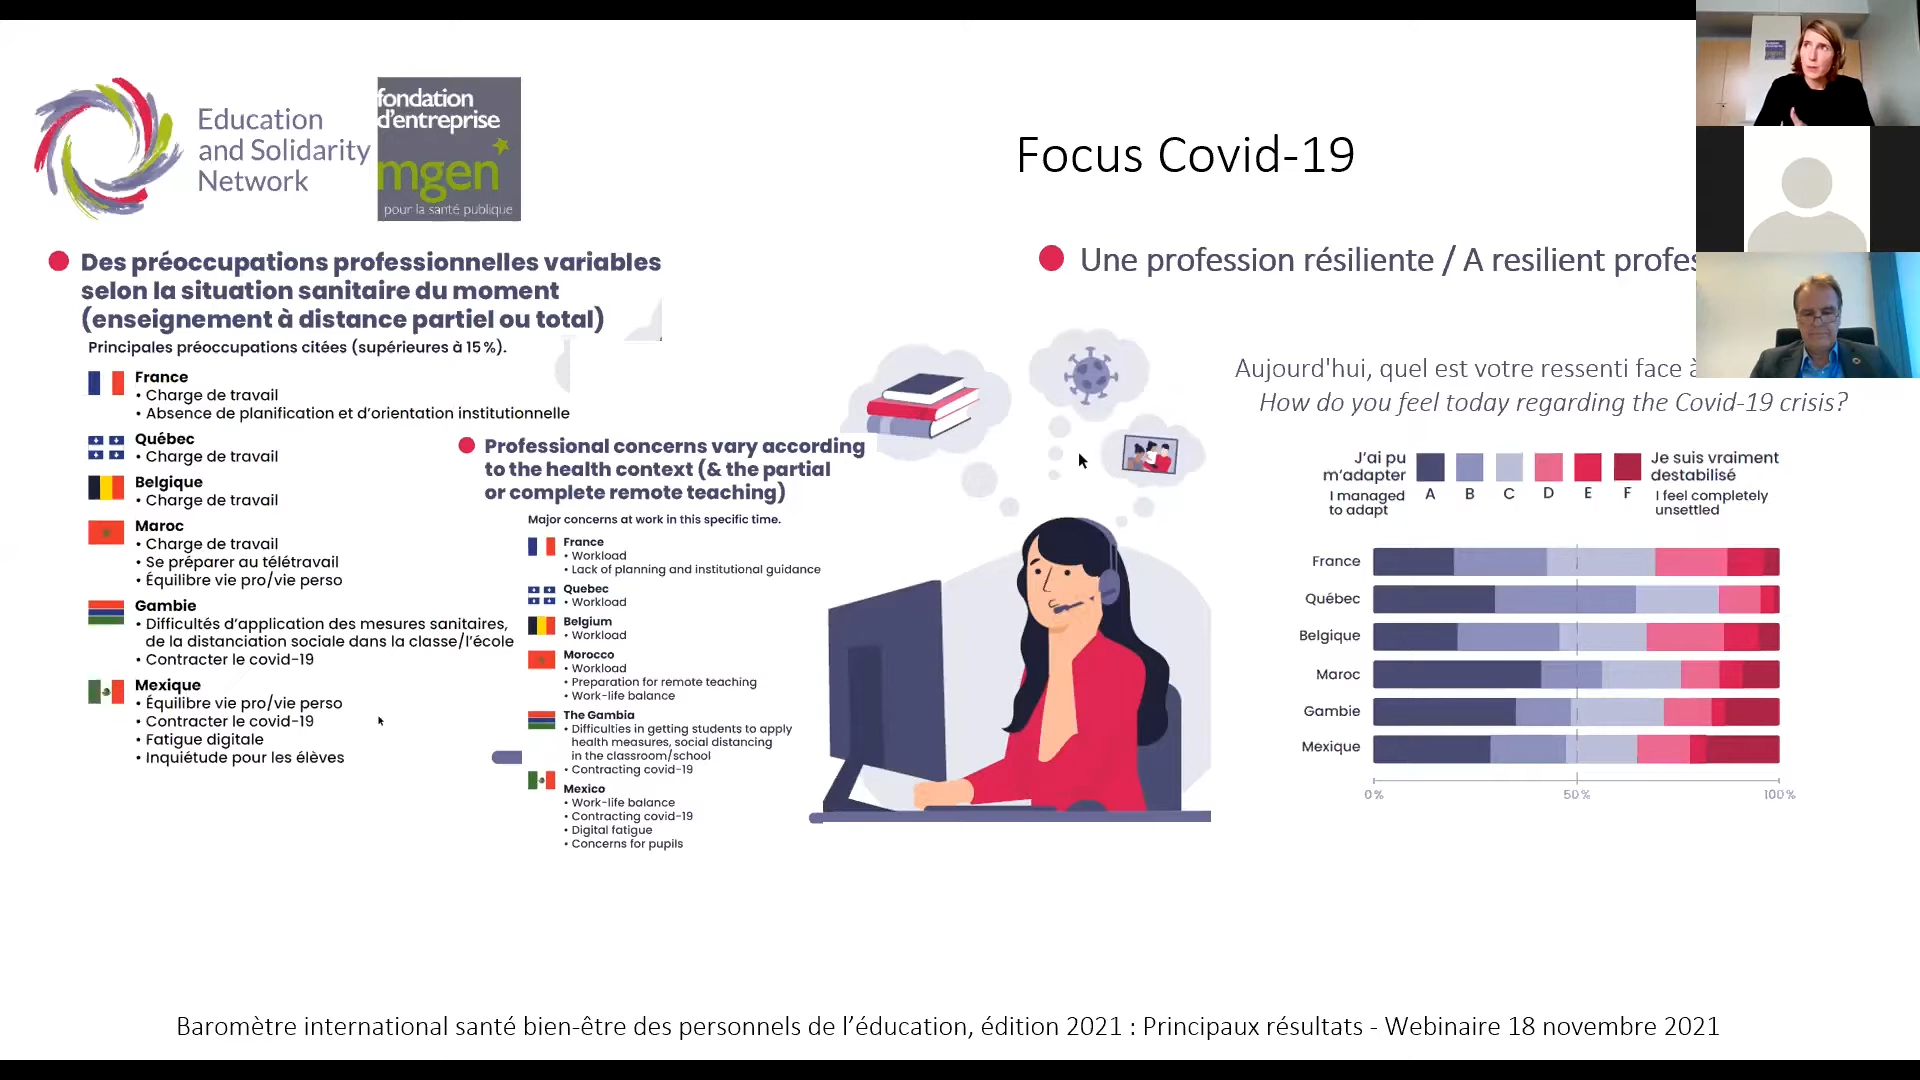 Education
and Solidarity
Network
fondation
d'entreprise
mgen
pour la santé publique
Focus Covid-19
Des préoccupations professionnelles variables
selon la situation sanitaire du moment
(enseignement à distance partiel ou total)
Principales préoccupations citées (supérieures à 15 %).
France
• Charge de travail
• Absence de planification et d'orientation institutionnelle
Québec
• Charge de travail
Belgique
• Charge de travail
Maroc
• Charge de travail
• Se préparer au télétravail
• Équilibre vie pro/vie perso
Gambie
• Difficultés d'application des mesures sanitaires,
de la distanciation sociale dans la classe/l'école
• Contracter le covid-19
Mexique
• Équilibre vie pro/vie perso
• Contracter le covid-19
• Fatigue digitale
• Inquiétude pour les élèves
Professional concerns vary according
to the health context (& the partial
or complete remote teaching)
Major concerns at work in this specific time.
France
• Workload
• Lack of planning and institutional guidance
Quebec
• Workload
Belgium
• Workload
Morocco
• Workload
• Preparation for remote teaching
• Work-life balance
The Gambia
• Difficulties in getting students to apply
health measures, social distancing
in the classroom/school
• Contracting covid-19
Mexico
• Work-life balance
• Contracting covid-19
• Digital fatigue
• Concerns for pupils
Une profession résiliente / A resilient profes
Aujourd'hui, quel est votre ressenti face à
How do you feel today regarding the Covid-19 crisis?
J'ai pu
m'adapter
I managed
to adapt
A B C D E F
Je suis vraiment
destabilisé
I feel completely
unsettled
France
Québec
Belgique
Maroc
Gambie
Mexique
0% 50% 100%
Baromètre international santé bien-être des personnels de l'éducation, édition 2021 : Principaux résultats - Webinaire 18 novembre 2021